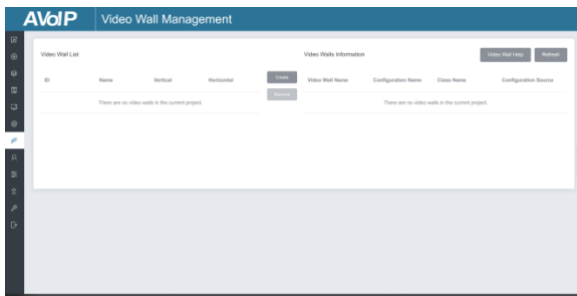 AVoIP Video Wall Management
Video Wall List
Video Walls Information
Video Wall Help
Refresh
ID Name Vertical Horizontal
Create
Remove
Video Wall Name Configuration Name Class Name Configuration Source
There are no video walls in the current project.
There are no video walls in the current project.